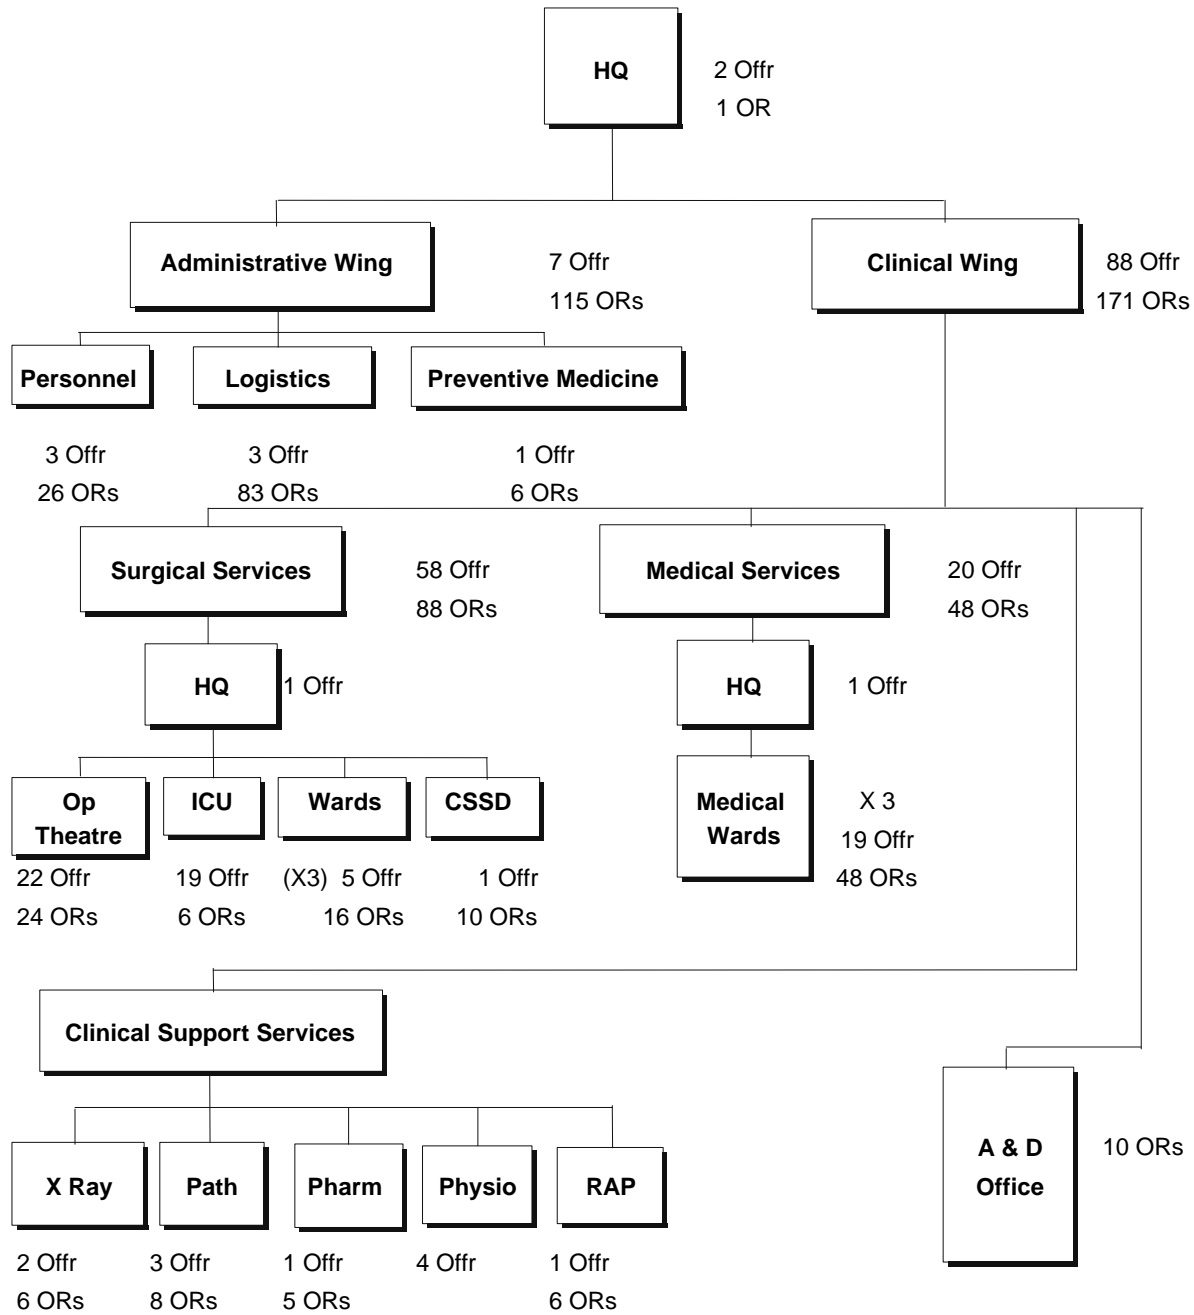 HQ
2 Offr
1 OR
Administrative Wing
7 Offr
115 ORs
Clinical Wing
88 Offr
171 ORs
Personnel
Logistics
Preventive Medicine
3 Offr
26 ORs
3 Offr
83 ORs
1 Offr
6 ORs
Surgical Services
58 Offr
88 ORs
Medical Services
20 Offr
48 ORs
HQ
1 Offr
HQ
1 Offr
Op
Theatre
ICU
Wards
CSSD
22 Offr
24 ORs
19 Offr
6 ORs
(X3) 5 Offr
16 ORs
1 Offr
10 ORs
Medical
Wards
X 3
19 Offr
48 ORs
Clinical Support Services
X Ray
Path
Pharm
Physio
RAP
2 Offr
6 ORs
3 Offr
8 ORs
1 Offr
5 ORs
4 Offr
1 Offr
6 ORs
A & D
Office
10 ORs